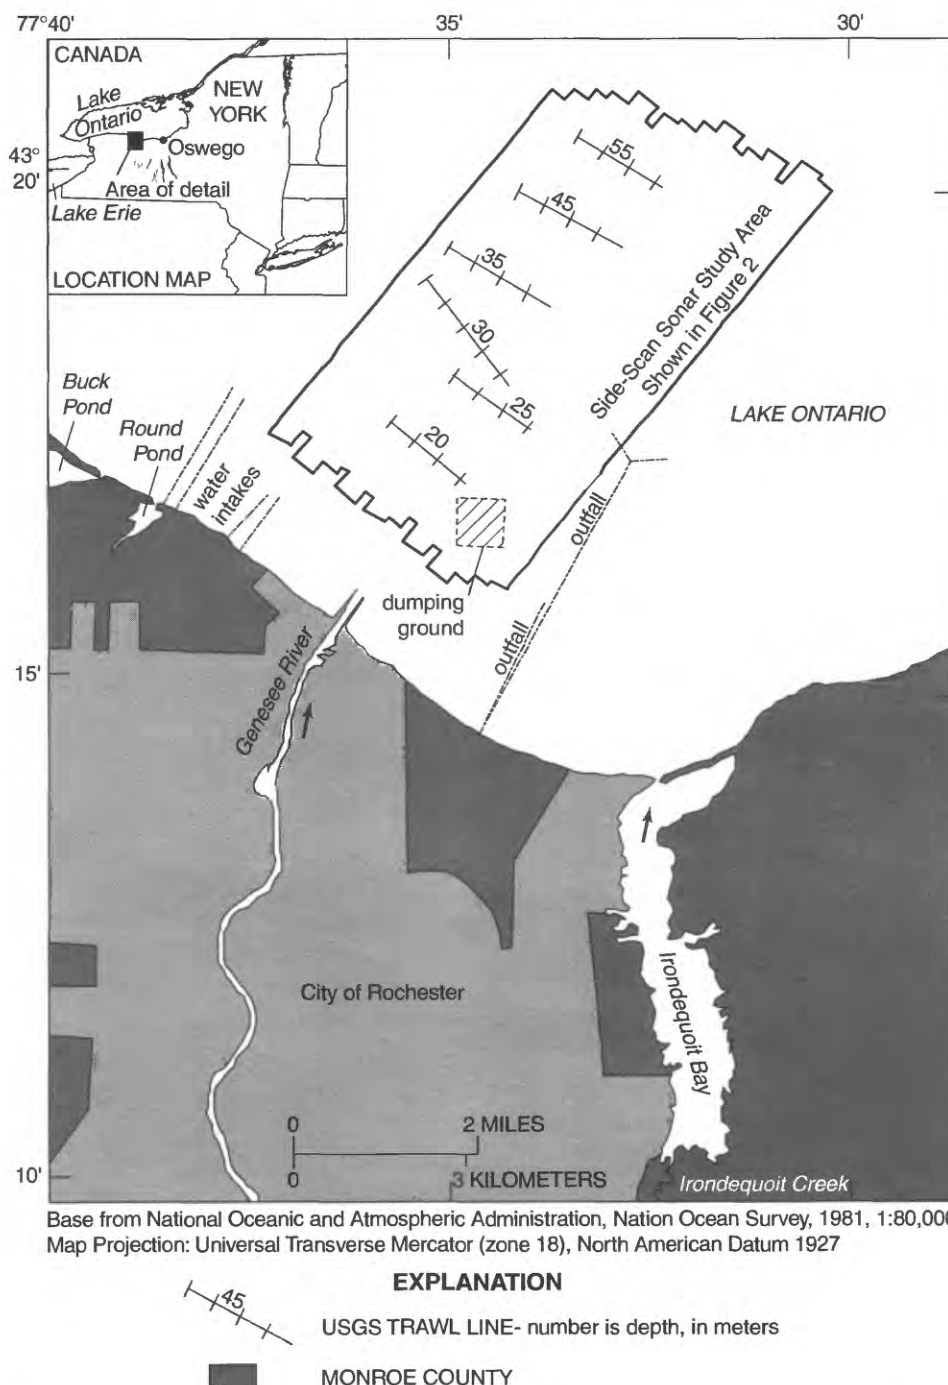 77°40'
35'
30'
CANADA
Lake
Ontario
NEW
YORK
Oswego
43°
20'
Area of detail
Lake Erie
LOCATION MAP
55
45
35
30
25
20
Side-Scan Sonar Study Area
Shown in Figure 2
LAKE ONTARIO
Buck
Pond
Round
Pond
water
intakes
outfall
dumping
ground
outfall
Genesee River
15'
City of Rochester
Irondequoit Bay
0 2 MILES
0 3 KILOMETERS
10'
Irondequoit Creek
Base from National Oceanic and Atmospheric Administration, Nation Ocean Survey, 1981, 1:80,000
Map Projection: Universal Transverse Mercator (zone 18), North American Datum 1927
EXPLANATION
45
USGS TRAWL LINE- number is depth, in meters
MONROE COUNTY